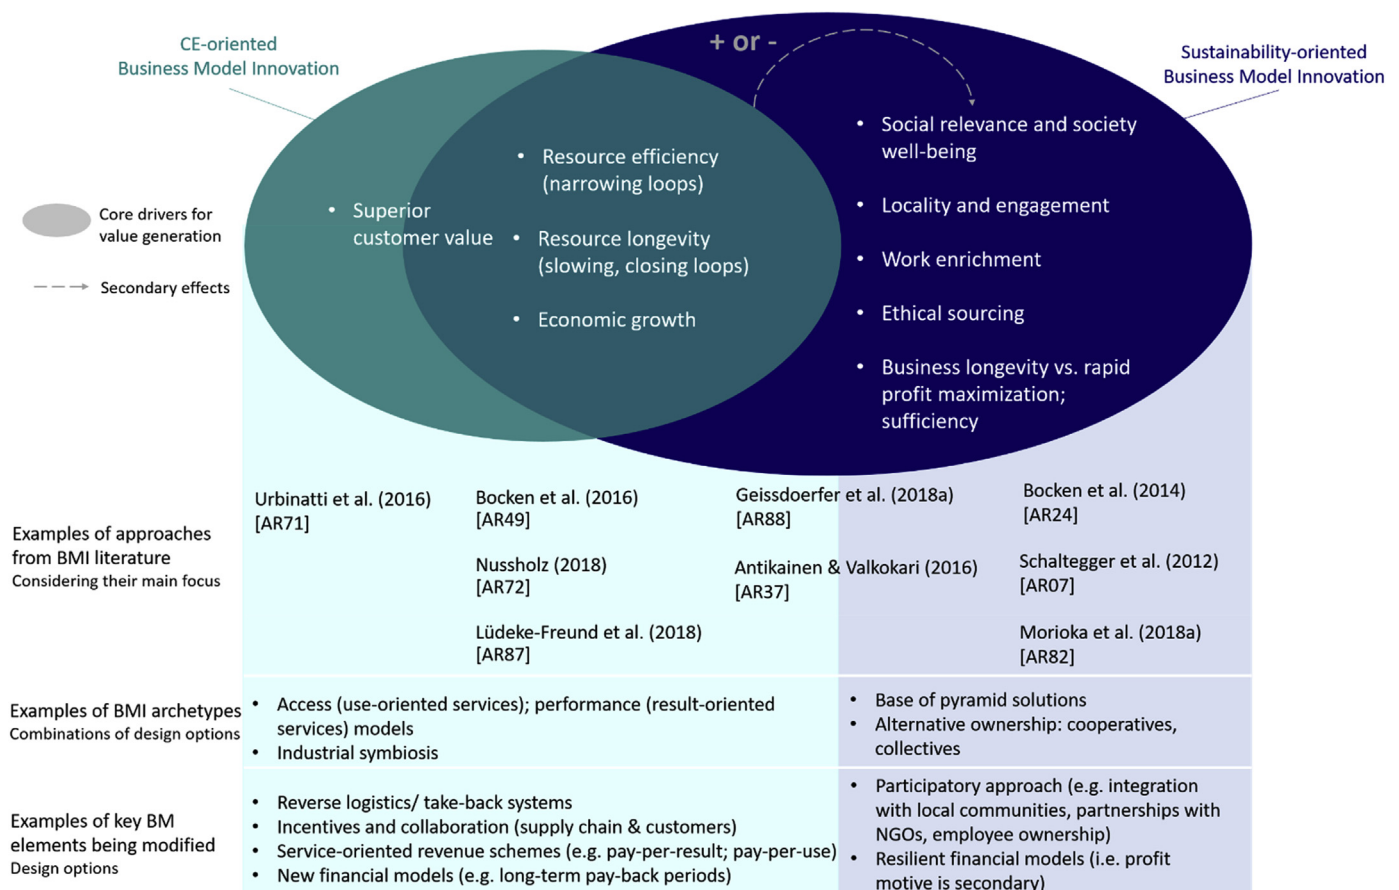 CE-oriented
Business Model Innovation
+ or -
Sustainability-oriented
Business Model Innovation
Core drivers for
value generation
Secondary effects
• Superior
customer value
• Resource efficiency
(narrowing loops)
• Resource longevity
(slowing, closing loops)
• Economic growth
• Social relevance and society
well-being
• Locality and engagement
• Work enrichment
• Ethical sourcing
• Business longevity vs. rapid
profit maximization;
sufficiency
Examples of approaches
from BMI literature
Considering their main focus
Urbinatti et al. (2016)
[AR71]
Bocken et al. (2016)
[AR49]
Nussholz (2018)
[AR72]
Lüdeke-Freund et al. (2018)
[AR87]
Geissdoerfer et al. (2018a)
[AR88]
Antikainen & Valkokari (2016)
[AR37]
Bocken et al. (2014)
[AR24]
Schaltegger et al. (2012)
[AR07]
Morioka et al. (2018a)
[AR82]
Examples of BMI archetypes
Combinations of design options
• Access (use-oriented services); performance (result-oriented
services) models
• Industrial symbiosis
• Base of pyramid solutions
• Alternative ownership: cooperatives,
collectives
Examples of key BM
elements being modified
Design options
• Reverse logistics/ take-back systems
• Incentives and collaboration (supply chain & customers)
• Service-oriented revenue schemes (e.g. pay-per-result; pay-per-use)
• New financial models (e.g. long-term pay-back periods)
• Participatory approach (e.g. integration
with local communities, partnerships with
NGOs, employee ownership)
• Resilient financial models (i.e. profit
motive is secondary)